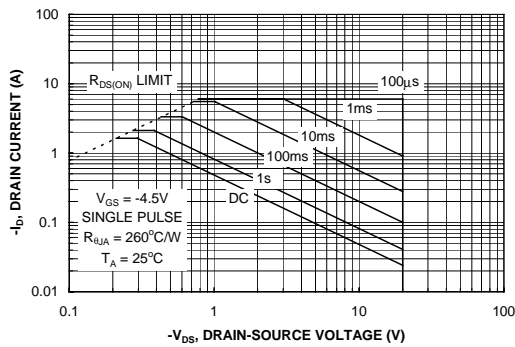 100
10
1
0.1
0.01
-I_D, DRAIN CURRENT (A)
R_DS(ON) LIMIT
100μs
1ms
10ms
100ms
1s
DC
V_GS = -4.5V
SINGLE PULSE
R_θJA = 260°C/W
T_A = 25°C
0.1 1 10 100
-V_DS, DRAIN-SOURCE VOLTAGE (V)